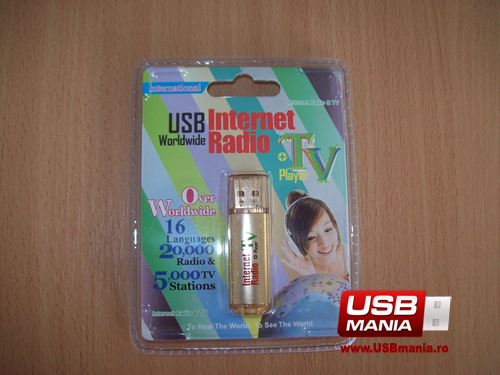 International
Internet Radio & TV
USB Internet
Worldwide Radio
+ TV
Player
Over
Worldwide
16
Languages
20,000
Radio &
5,000 TV
Stations
Internet TV
Radio & Player
Internet Radio & TV
To Hear The World To See The World.
USB
MANIA
www.USBmania.ro